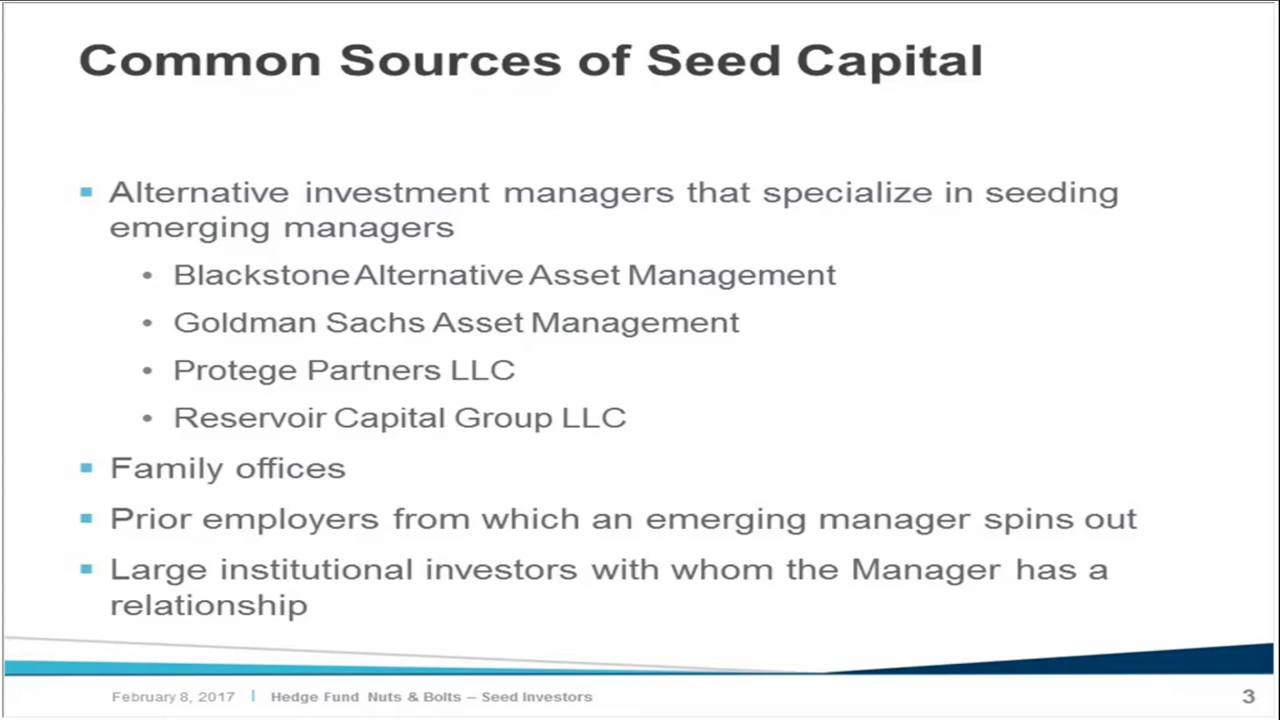 Common Sources of Seed Capital
Alternative investment managers that specialize in seeding
emerging managers
Blackstone Alternative Asset Management
Goldman Sachs Asset Management
Protege Partners LLC
Reservoir Capital Group LLC
Family offices
Prior employers from which an emerging manager spins out
Large institutional investors with whom the Manager has a
relationship
February 8, 2017 | Hedge Fund Nuts & Bolts – Seed Investors 3